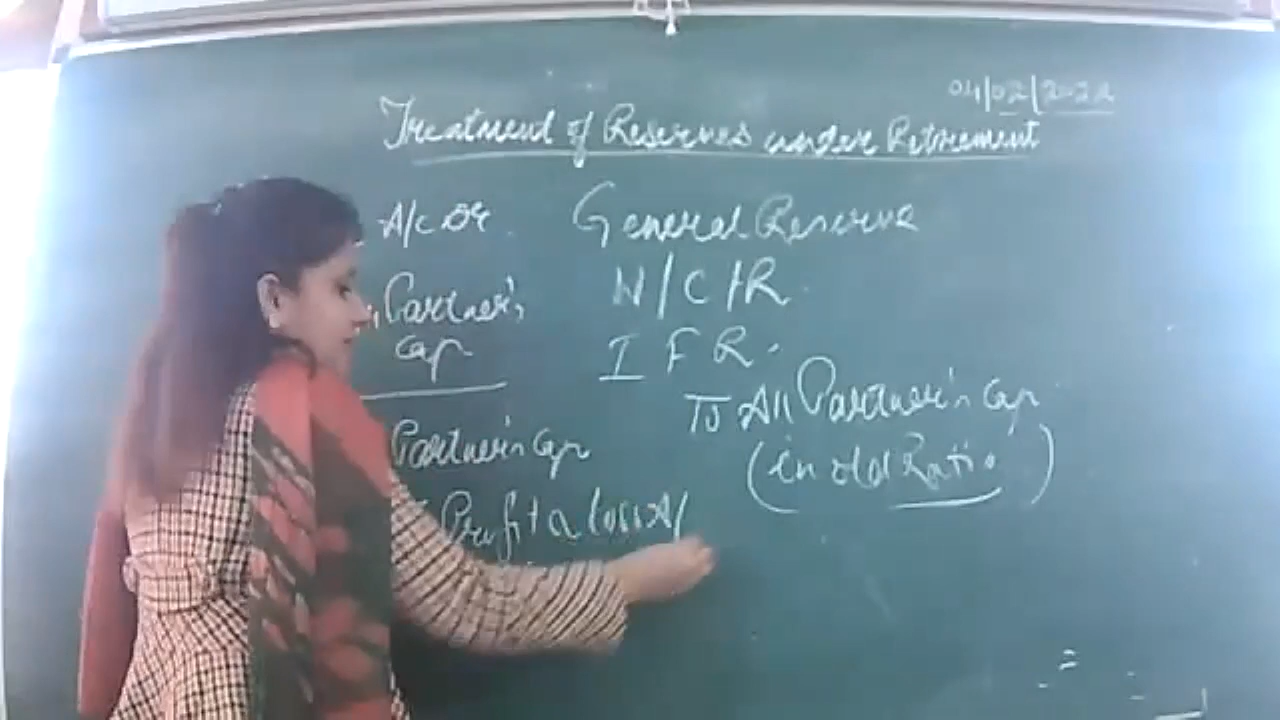 04/02/2022
Treatment of Reserves under Retirement
A/c Dr General Reserve
Partner's W/C/R
Cap I F R.
To All Partner's Cap
Partner's Cap (in old Ratio)
Profit & loss A/